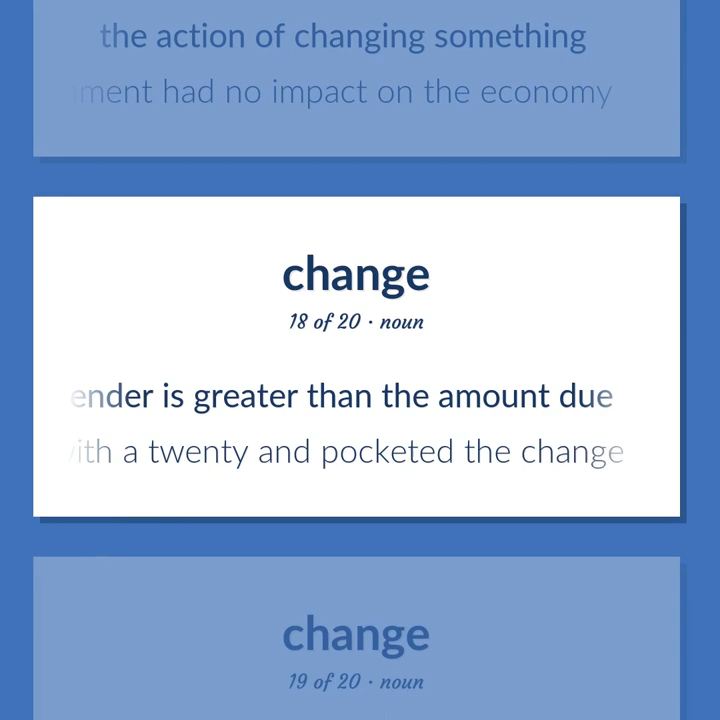 the action of changing something
ment had no impact on the economy
change
18 of 20 · noun
ender is greater than the amount due
with a twenty and pocketed the change
change
19 of 20 · noun